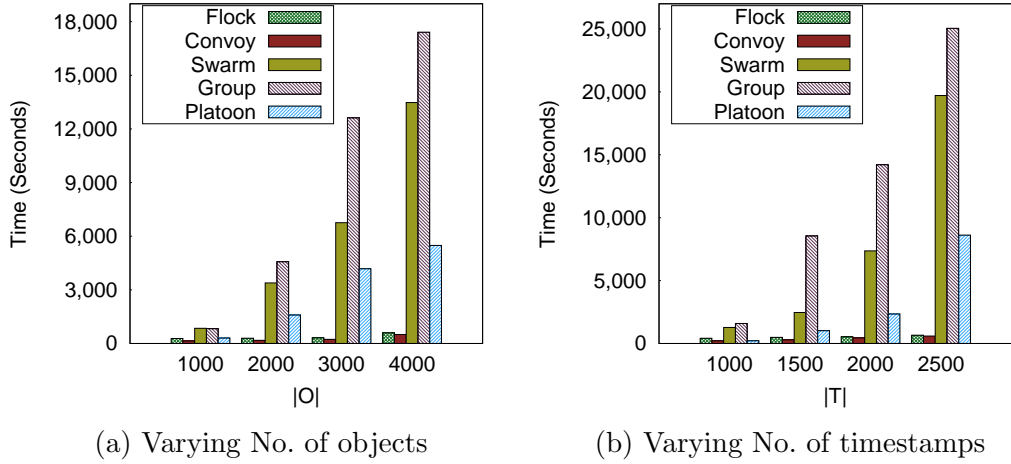 Time (Seconds)
18,000
15,000
12,000
9,000
6,000
3,000
0
Flock
Convoy
Swarm
Group
Platoon
1000 2000 3000 4000
|O|
(a) Varying No. of objects
Time (Seconds)
25,000
20,000
15,000
10,000
5,000
0
Flock
Convoy
Swarm
Group
Platoon
1000 1500 2000 2500
|T|
(b) Varying No. of timestamps